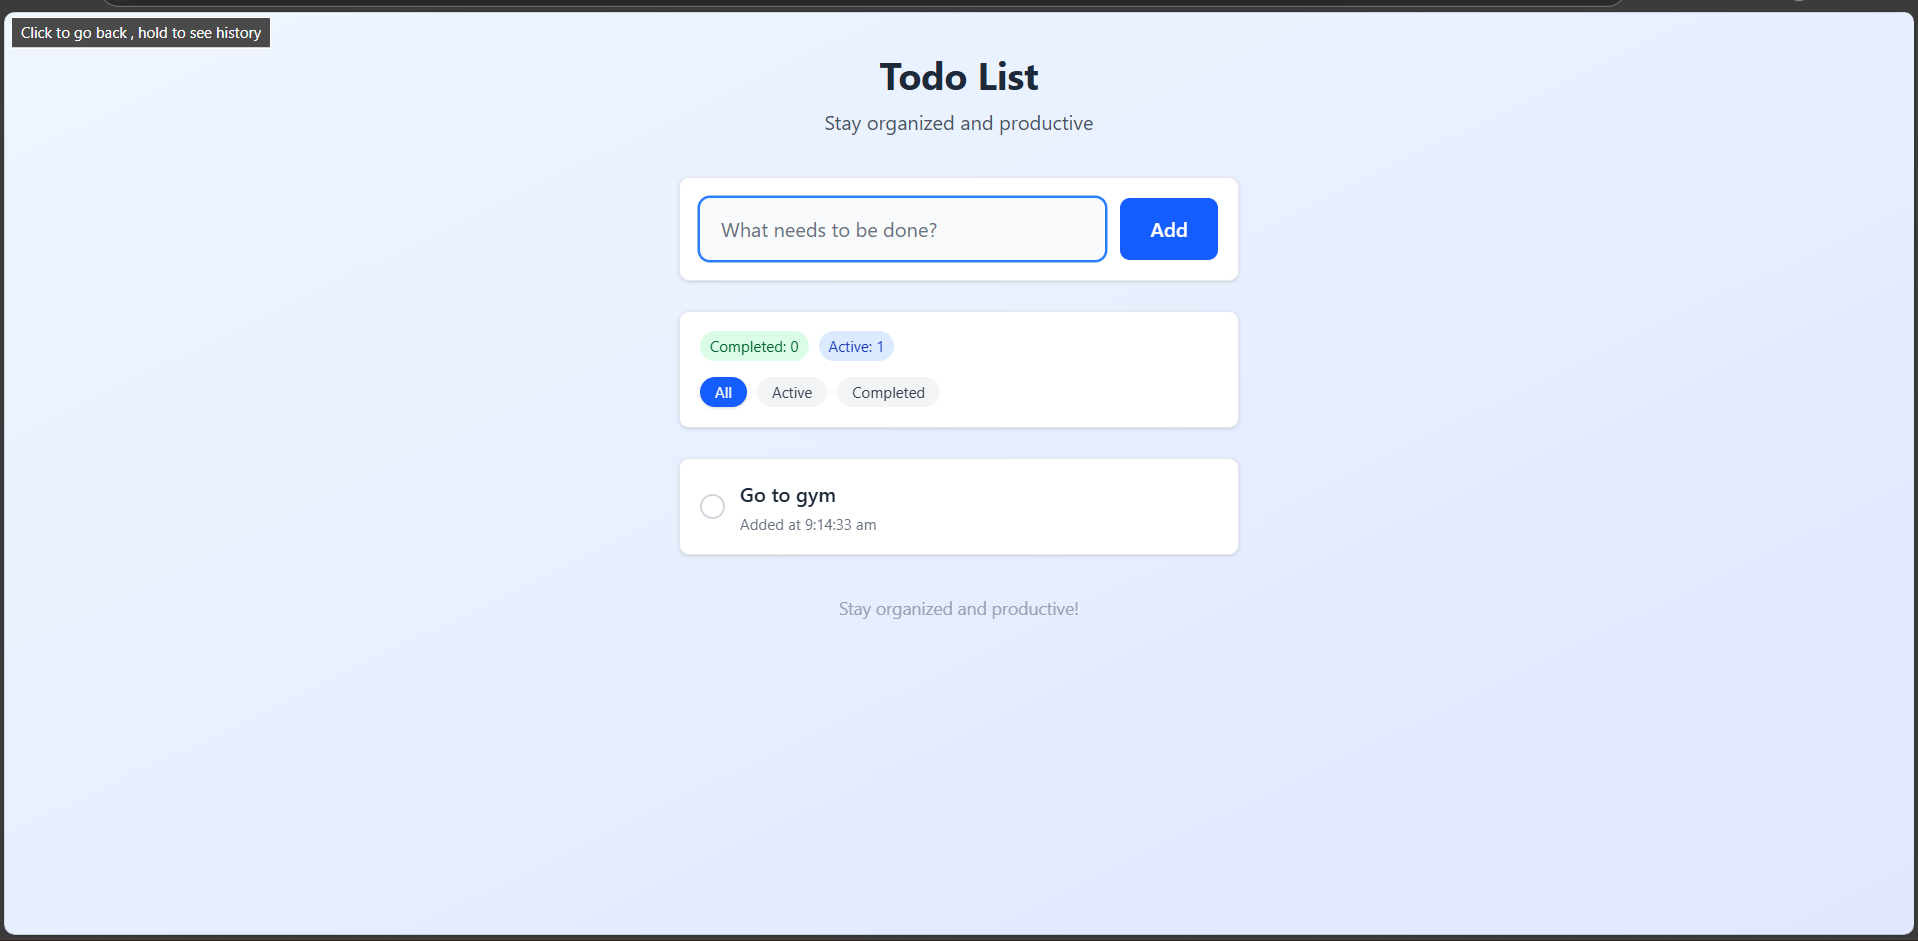 Click to go back , hold to see history
Todo List
Stay organized and productive
What needs to be done?
Add
Completed: 0
Active: 1
All
Active
Completed
Go to gym
Added at 9:14:33 am
Stay organized and productive!